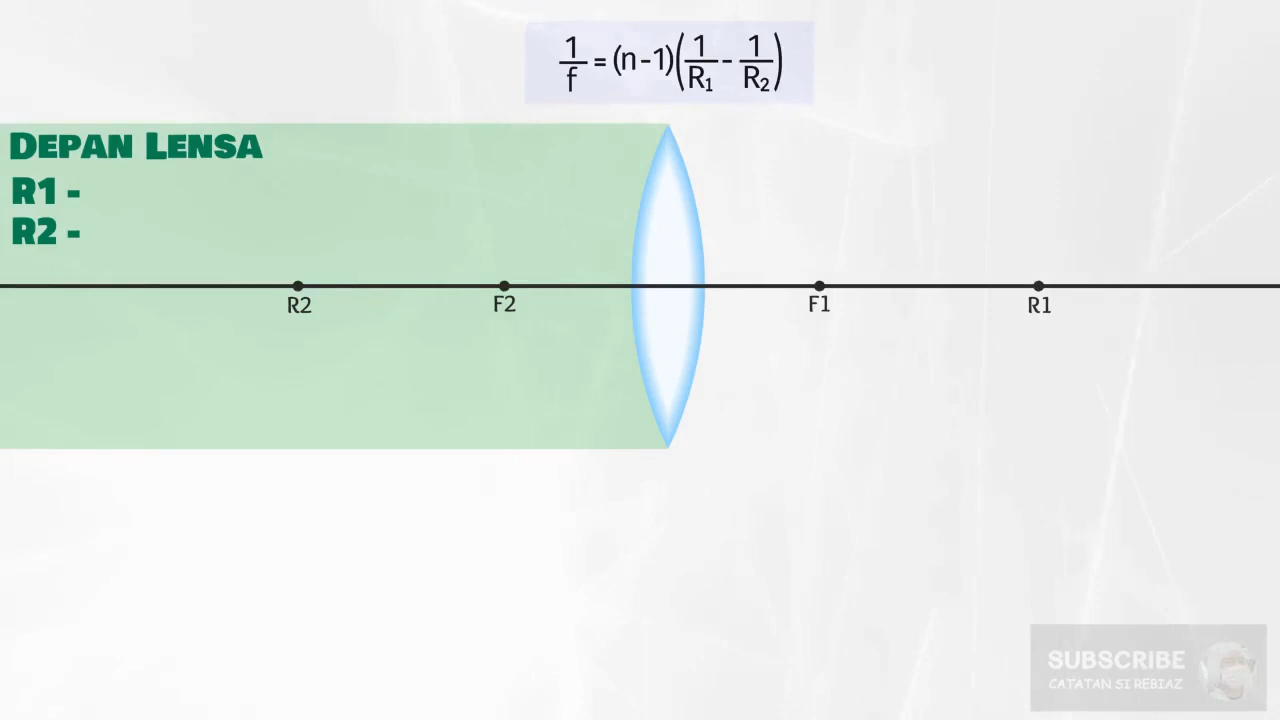 1/f = (n-1)(1/R₁ - 1/R₂)
DEPAN LENSA
R1 -
R2 -
R2 F2 F1 R1
SUBSCRIBE
CATATAN SI REBIAZ